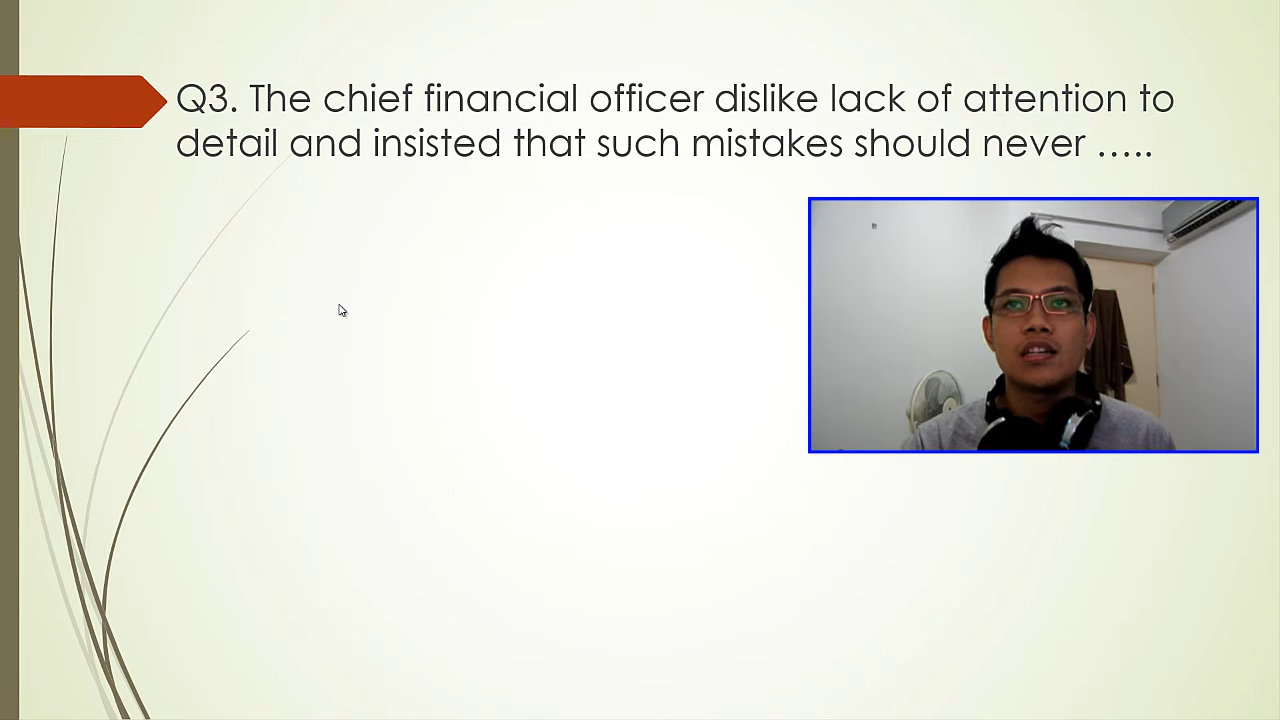 Q3. The chief financial officer dislike lack of attention to
detail and insisted that such mistakes should never .....